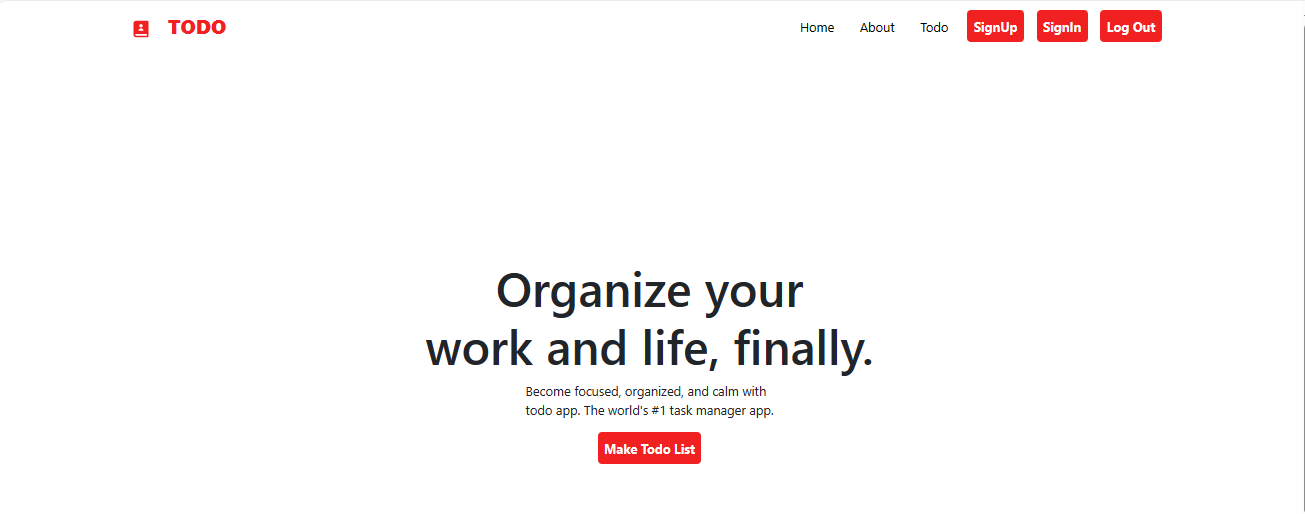 TODO Home About Todo SignUp SignIn Log Out
Organize your
work and life, finally.
Become focused, organized, and calm with
todo app. The world's #1 task manager app.
Make Todo List